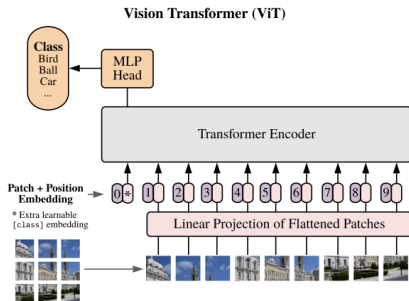 Vision Transformer (ViT)
Class
Bird
Ball
Car
...
MLP
Head
Transformer Encoder
Patch + Position
Embedding
* Extra learnable
[class] embedding
0 * 1 2 3 4 5 6 7 8 9
Linear Projection of Flattened Patches